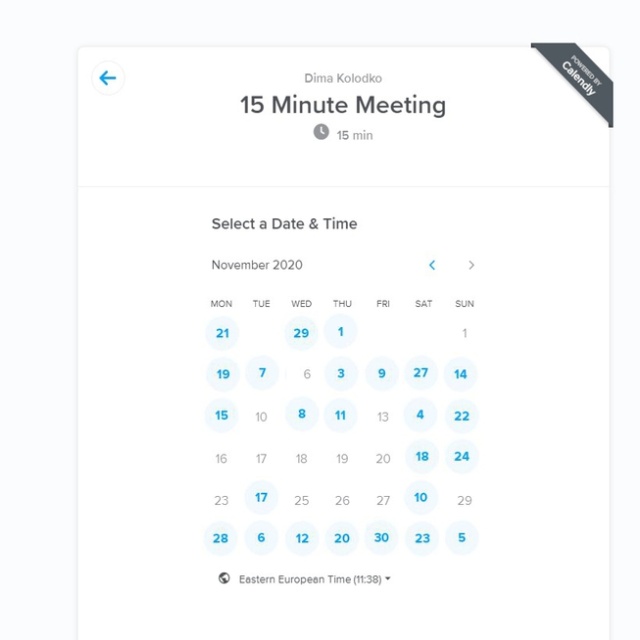 Dima Kolodko
POWERED BY
Calendly
15 Minute Meeting
15 min
Select a Date & Time
November 2020
MON TUE WED THU FRI SAT SUN
21 29 1 1
19 7 6 3 9 27 14
15 10 8 11 13 4 22
16 17 18 19 20 18 24
23 17 25 26 27 10 29
28 6 12 20 30 23 5
Eastern European Time (11:38)